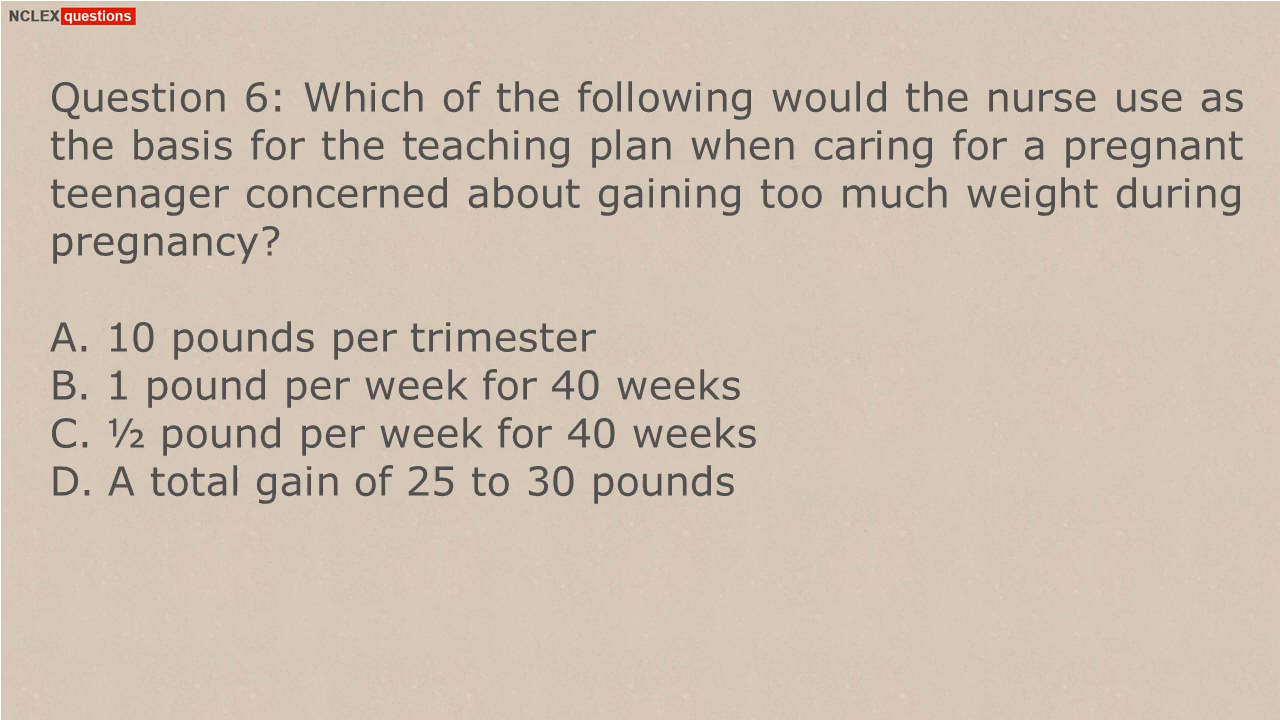 NCLEX questions
Question 6: Which of the following would the nurse use as
the basis for the teaching plan when caring for a pregnant
teenager concerned about gaining too much weight during
pregnancy?
A. 10 pounds per trimester
B. 1 pound per week for 40 weeks
C. ½ pound per week for 40 weeks
D. A total gain of 25 to 30 pounds